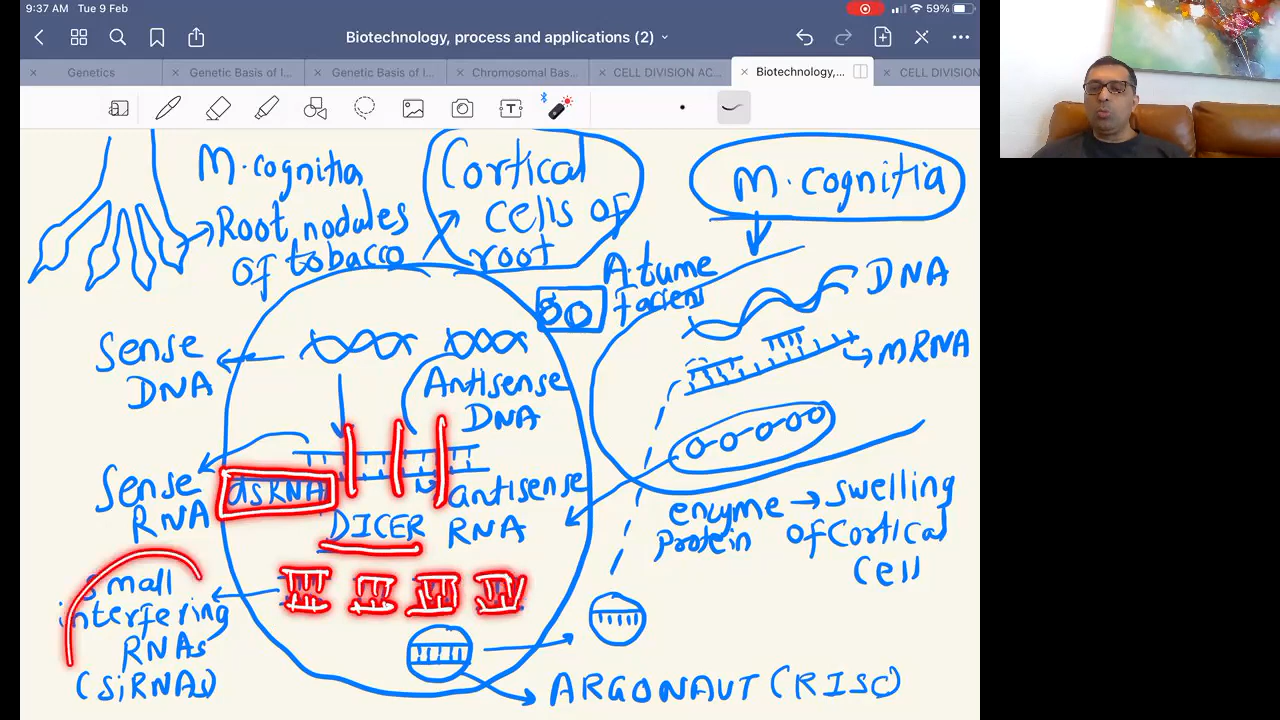 9:37 AM Tue 9 Feb
59%
Biotechnology, process and applications (2)
Genetics
Genetic Basis of I...
Genetic Basis of I...
Chromosomal Bas...
CELL DIVISION AC...
Biotechnology,...
CELL DIVISION
M.cognitia
Root nodules
of tobacco
Cortical
cells of
root
M.cognitia
A.tume
facien
DNA
mRNA
Sense
DNA
Antisense
DNA
Sense
RNA
dsRNA
antisense
RNA
DICER
enzyme → swelling
Protein of Cortical
Cell
Small
interfering
RNAs
(SiRNAs)
ARGONAUT (RISC)